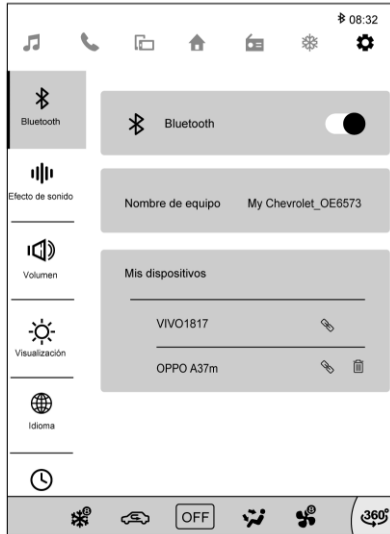 08:32
Bluetooth
Bluetooth
Efecto de sonido
Nombre de equipo My Chevrolet_OE6573
Volumen
Mis dispositivos
VIVO1817
Visualización
OPPO A37m
Idioma
OFF
360°